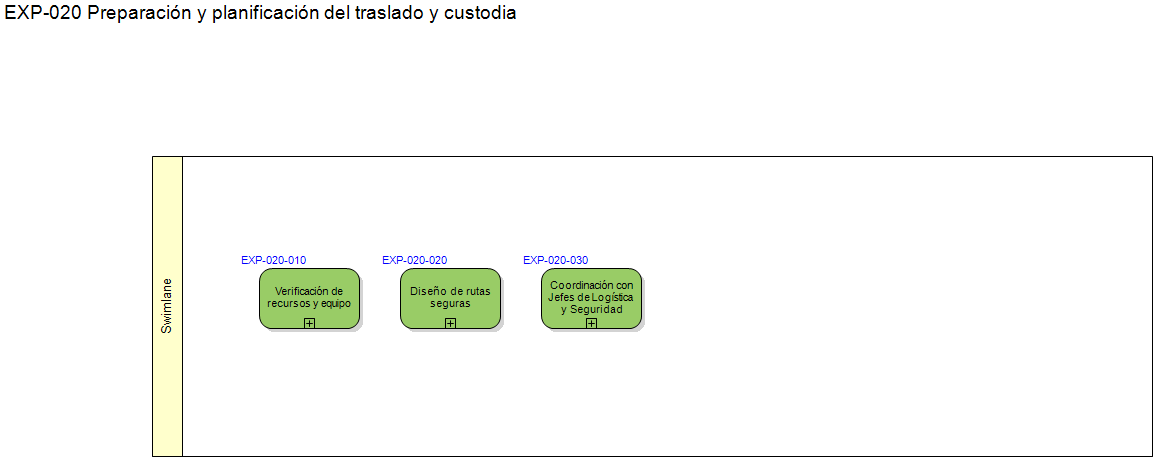 EXP-020 Preparación y planificación del traslado y custodia
Swimlane
EXP-020-010
Verificación de
recursos y equipo
EXP-020-020
Diseño de rutas
seguras
EXP-020-030
Coordinación con
Jefes de Logística
y Seguridad